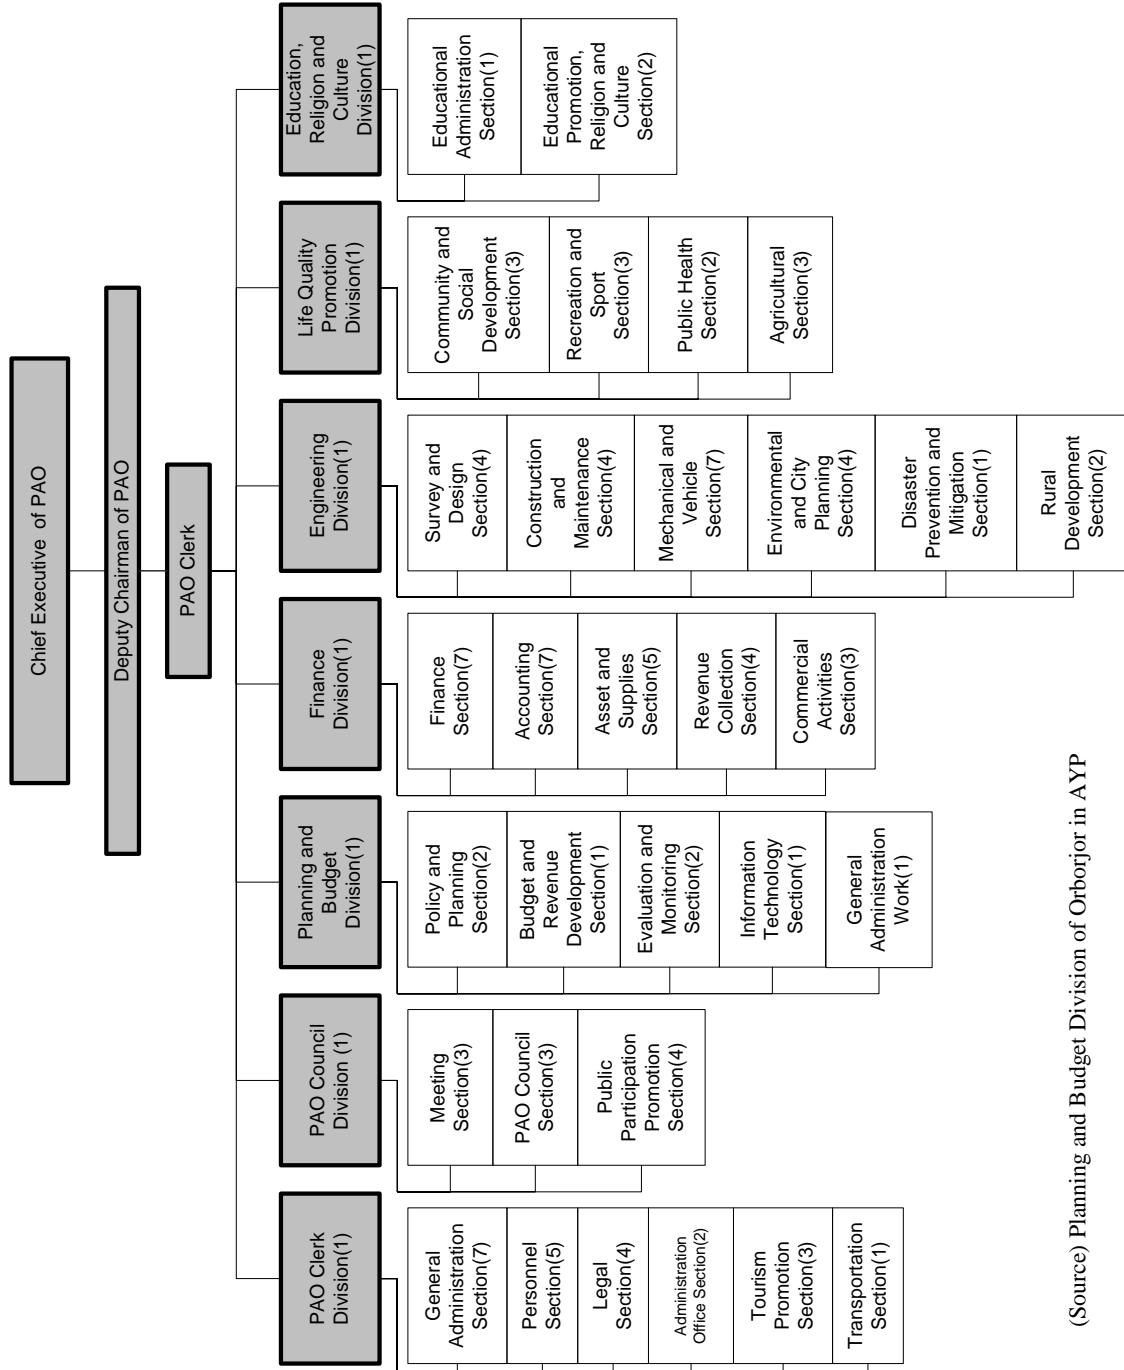 Chief Executive  of PAO
Deputy Chairman of PAO
PAO Clerk
PAO Clerk
Division(1)
General
Administration
Section(7)
Personnel
Section(5)
Legal
Section(4)
Administration
Office Section(2)
Tourism
Promotion
Section(3)
Transportation
Section(1)
PAO Council
Division (1)
Meeting
Section(3)
PAO Council
Section(3)
Public
Participation
Promotion
Section(4)
Planning and
Budget
Division(1)
Policy and
Planning
Section(2)
Budget and
Revenue
Development
Section(1)
Evaluation and
Monitoring
Section(2)
Information
Technology
Section(1)
General
Administration
Work(1)
Finance
Division(1)
Finance
Section(7)
Accounting
Section(7)
Asset and
Supplies
Section(5)
Revenue
Collection
Section(4)
Commercial
Activities
Section(3)
Engineering
Division(1)
Survey and
Design
Section(4)
Construction
and
Maintenance
Section(4)
Mechanical and
Vehicle
Section(7)
Environmental
and City
Planning
Section(4)
Disaster
Prevention and
Mitigation
Section(1)
Rural
Development
Section(2)
Life Quality
Promotion
Division(1)
Community and
Social
Development
Section(3)
Recreation and
Sport
Section(3)
Public Health
Section(2)
Agricultural
Section(3)
Education,
Religion and
Culture
Division(1)
Educational
Administration
Section(1)
Educational
Promotion,
Religion and
Culture
Section(2)
(Source) Planning and Budget Division of Orborjor in AYP